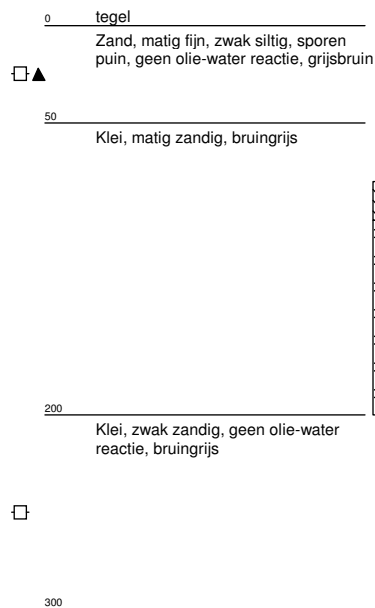 0 tegel
Zand, matig fijn, zwak siltig, sporen
puin, geen olie-water reactie, grijsbruin
50
Klei, matig zandig, bruingrijs
200
Klei, zwak zandig, geen olie-water
reactie, bruingrijs
300